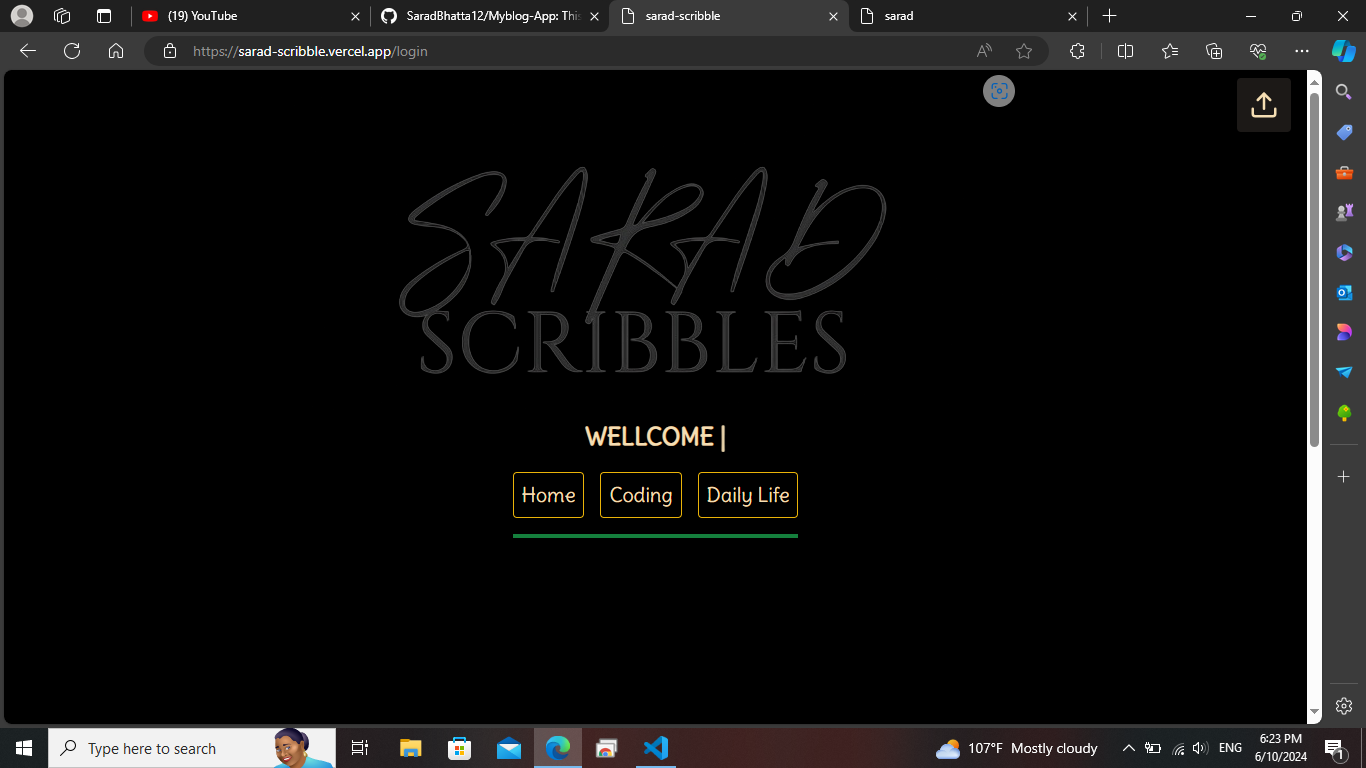 (19) YouTube
SaradBhatta12/Myblog-App: This
sarad-scribble
sarad
https://sarad-scribble.vercel.app/login
SARAD
SCRIBBLES
WELLCOME |
Home
Coding
Daily Life
Type here to search
107°F Mostly cloudy
ENG
6:23 PM
6/10/2024
1